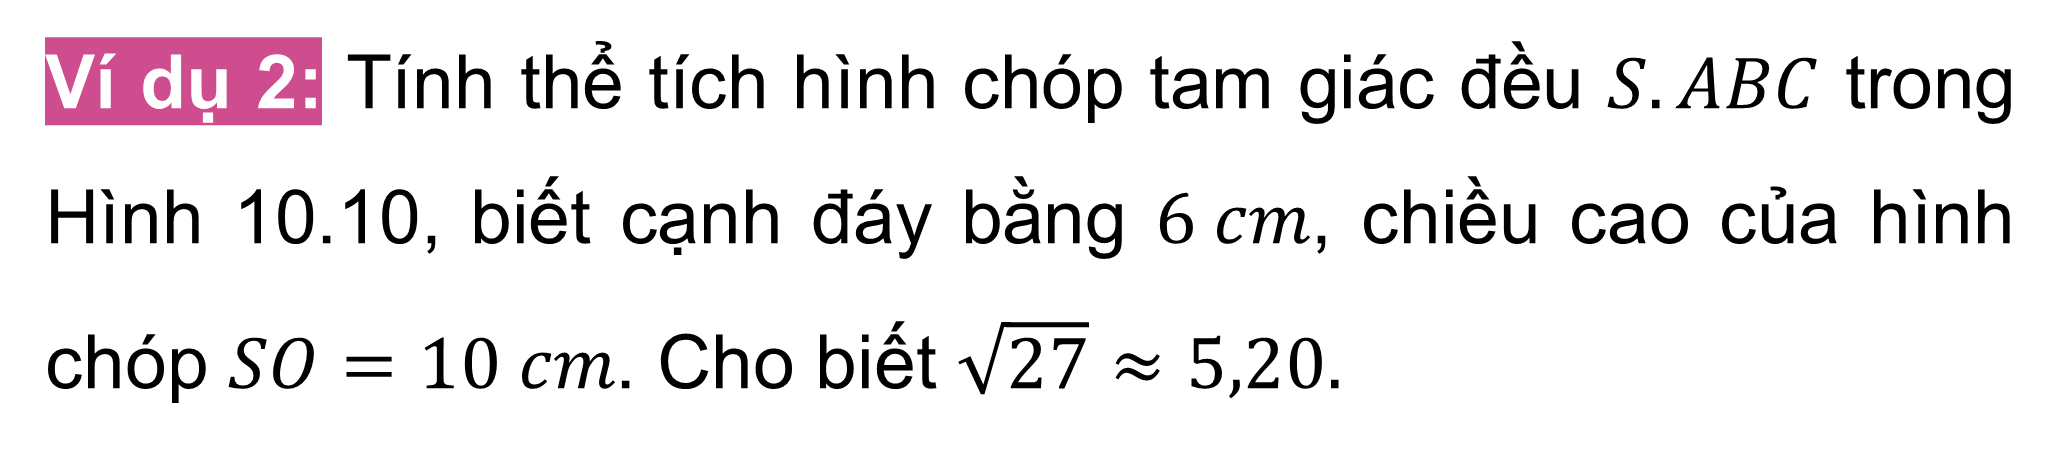 Ví dụ 2: Tính thể tích hình chóp tam giác đều S.ABC trong
Hình 10.10, biết cạnh đáy bằng 6 cm, chiều cao của hình
chóp SO = 10 cm. Cho biết √27 ≈ 5,20.